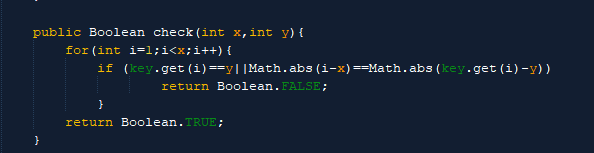 public Boolean check(int x,int y){
for(int i=1;i<x;i++){
if (key.get(i)==y||Math.abs(i-x)==Math.abs(key.get(i)-y))
return Boolean.FALSE;
}
return Boolean.TRUE;
}